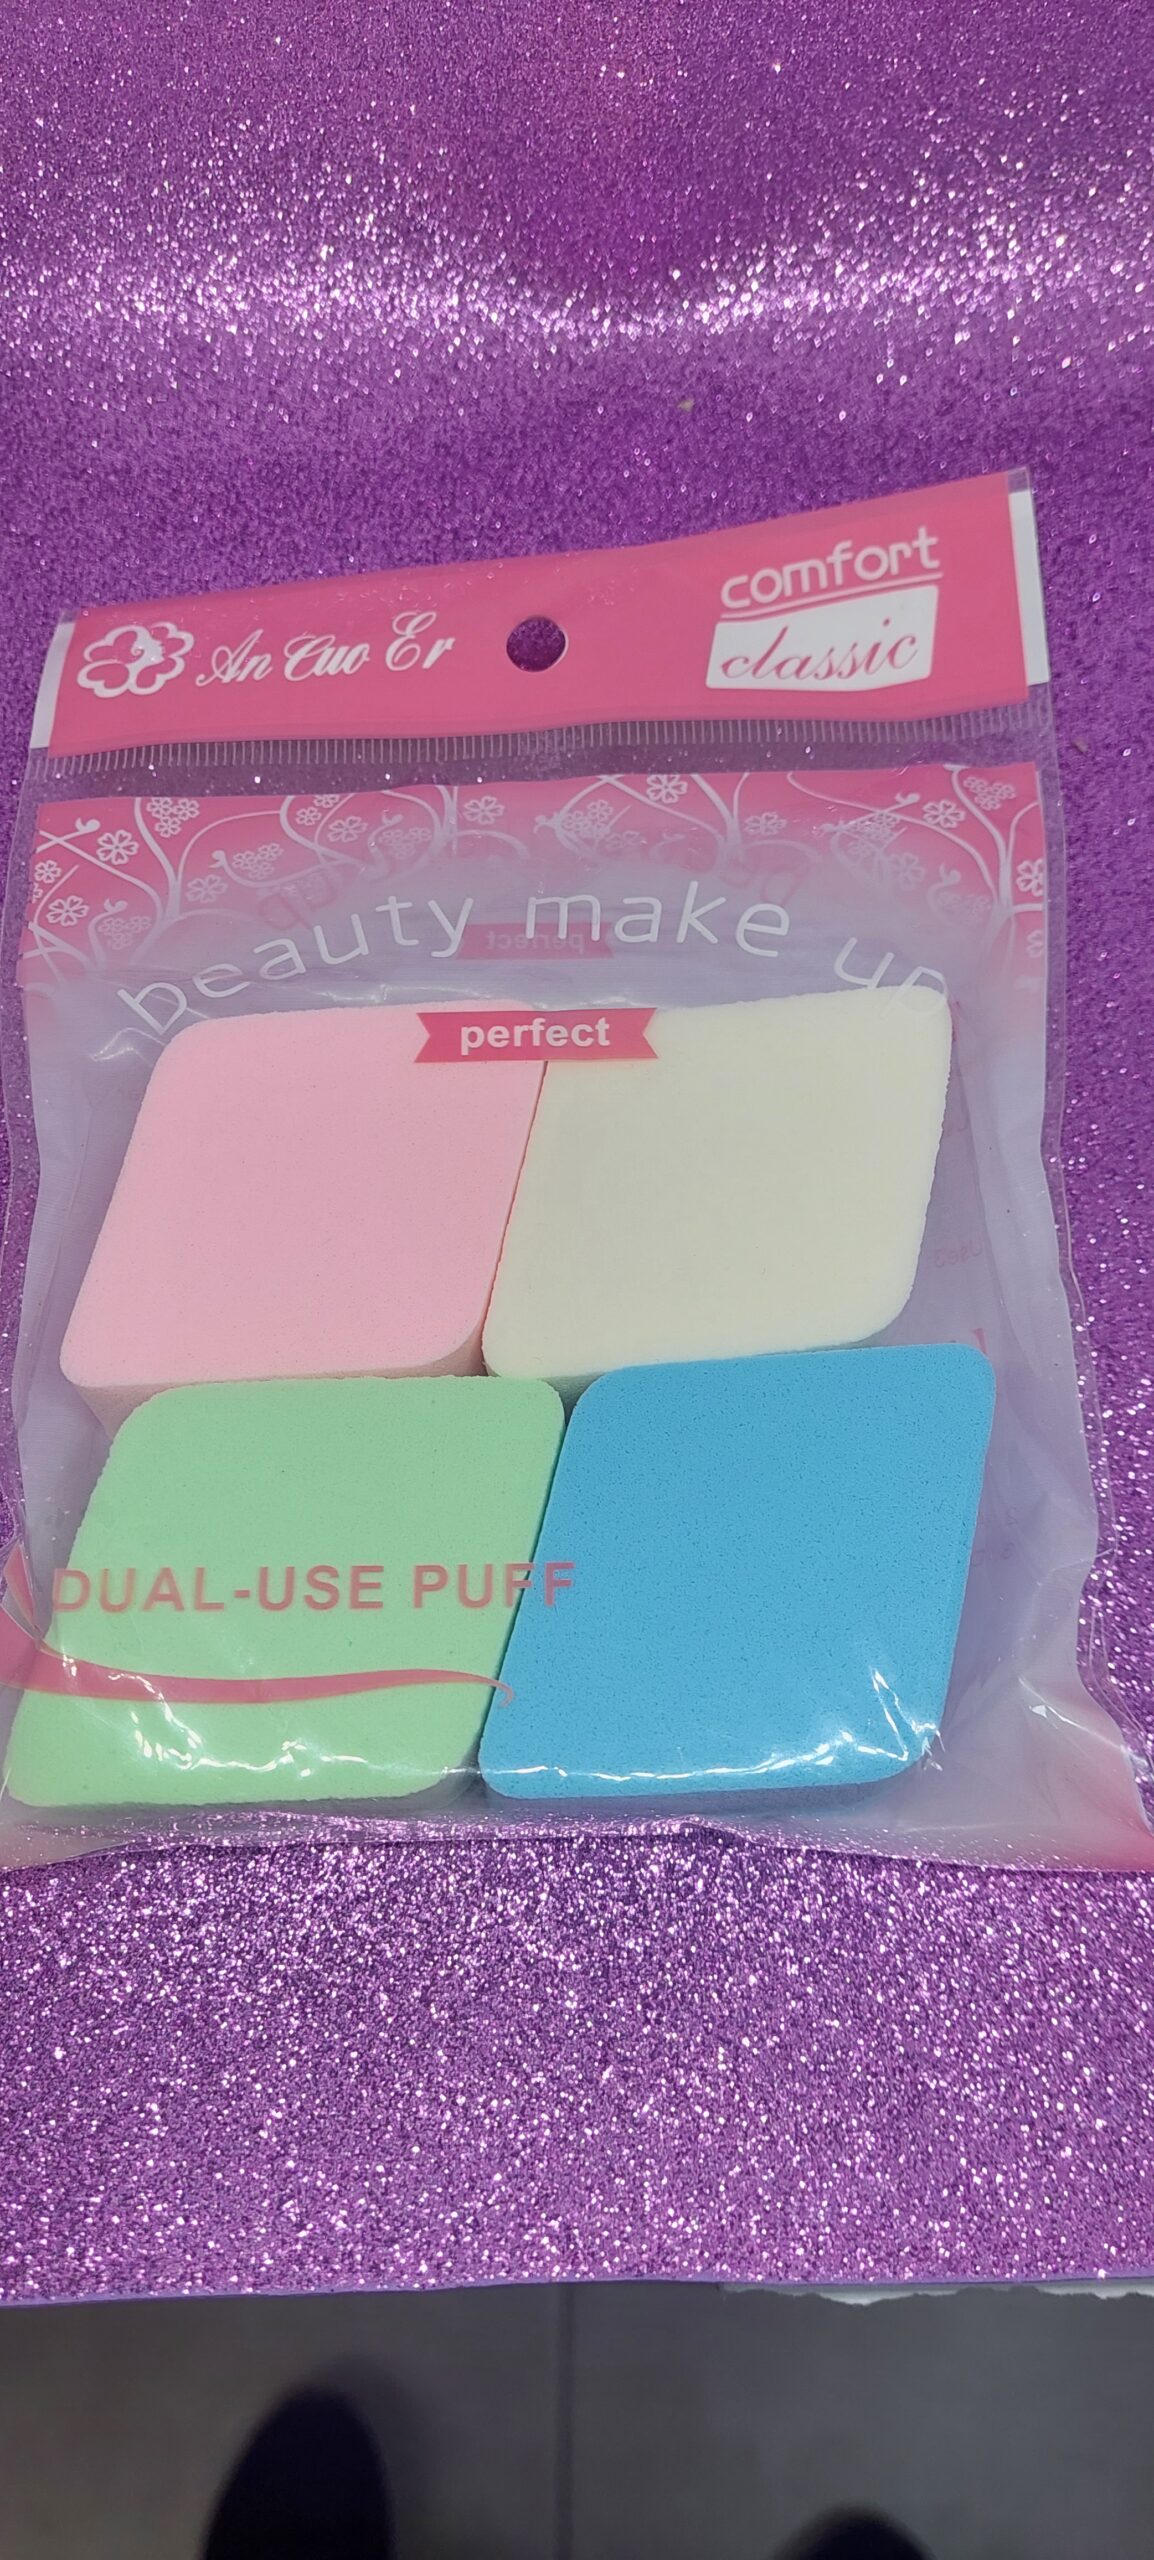 An Cuo Er
comfort
classic
beauty make up
perfect
DUAL-USE PUFF